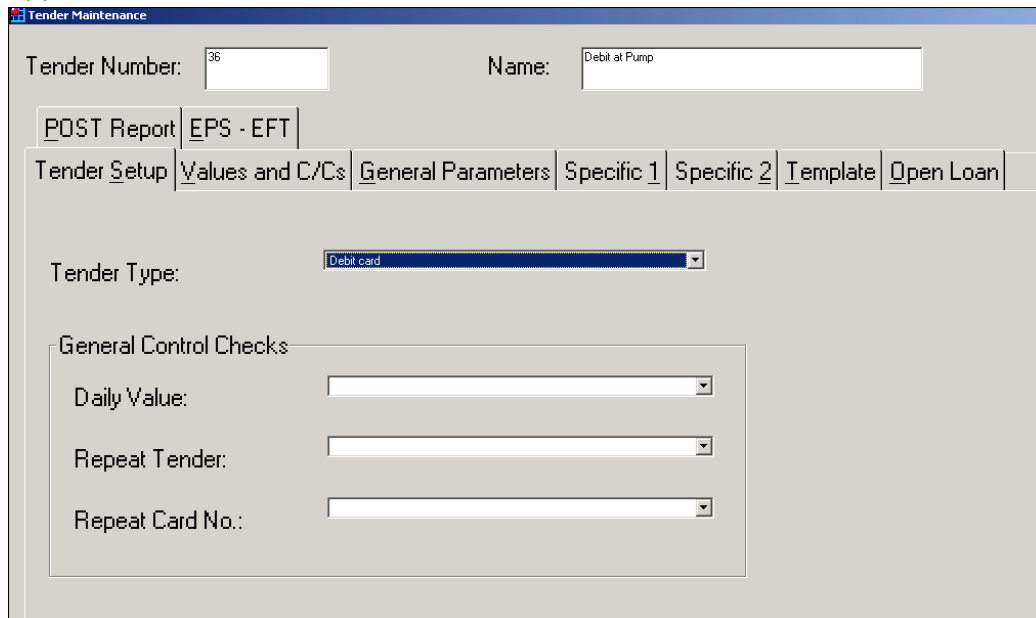 Tender Maintenance
Tender Number: 36 Name: Debit at Pump
POST Report EPS - EFT
Tender Setup Values and C/Cs General Parameters Specific 1 Specific 2 Template Open Loan
Tender Type: Debit card
General Control Checks
Daily Value:
Repeat Tender:
Repeat Card No.: